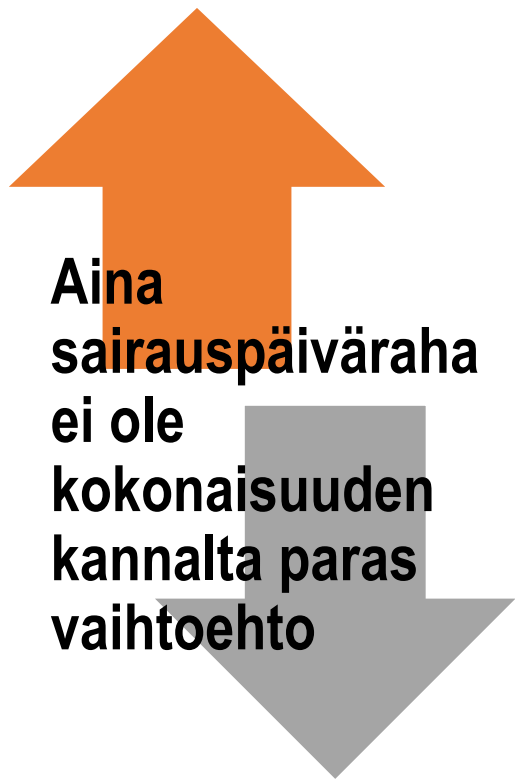 Aina
sairauspäiväraha
ei ole
kokonaisuuden
kannalta paras
vaihtoehto